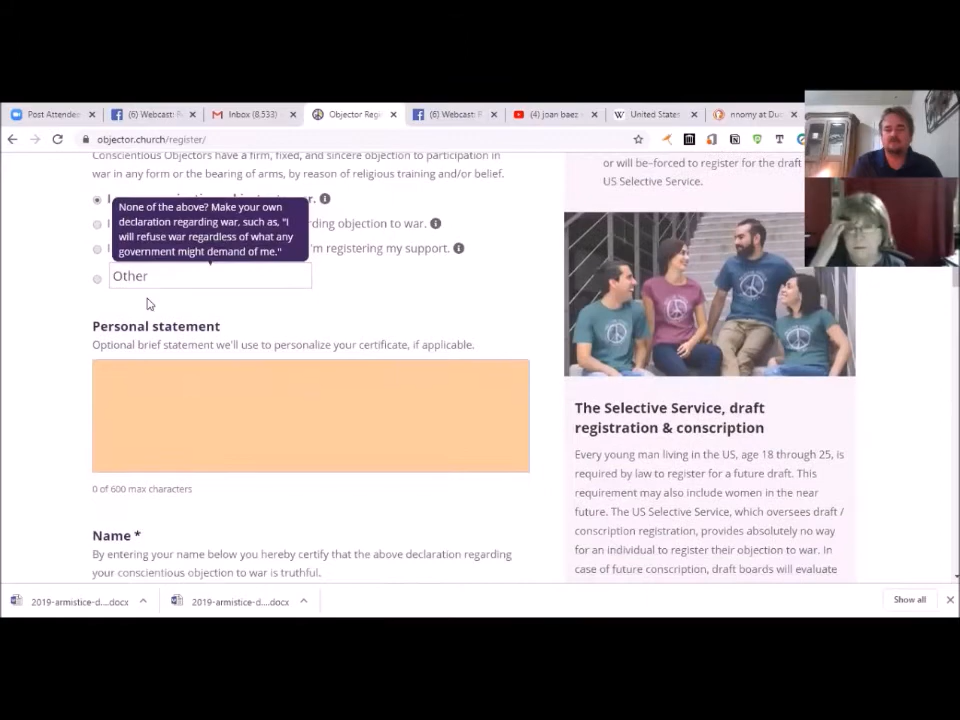 Post Attende
(6) Webcast:
Inbox (8,533)
Objector Reg
(6) Webcast: P
(4) joan baez -
United States
nnomy at Duc
objector.church/register/
Conscientious Objectors have a firm, fixed, and sincere objection to participation
in war in any form or the bearing of arms, by reason of religious training and/or belief.
None of the above? Make your own
declaration regarding war, such as, "I
will refuse war regardless of what any
government might demand of me."
objection to war.
I'm registering my support.
Other
Personal statement
Optional brief statement we'll use to personalize your certificate, if applicable.
0 of 600 max characters
Name *
By entering your name below you hereby certify that the above declaration regarding
your conscientious objection to war is truthful.
or will be–forced to register for the draft
US Selective Service.
The Selective Service, draft
registration & conscription
Every young man living in the US, age 18 through 25, is
required by law to register for a future draft. This
requirement may also include women in the near
future. The US Selective Service, which oversees draft /
conscription registration, provides absolutely no way
for an individual to register their objection to war. In
case of future conscription, draft boards will evaluate
2019-armistice-d....docx
2019-armistice-d....docx
Show all